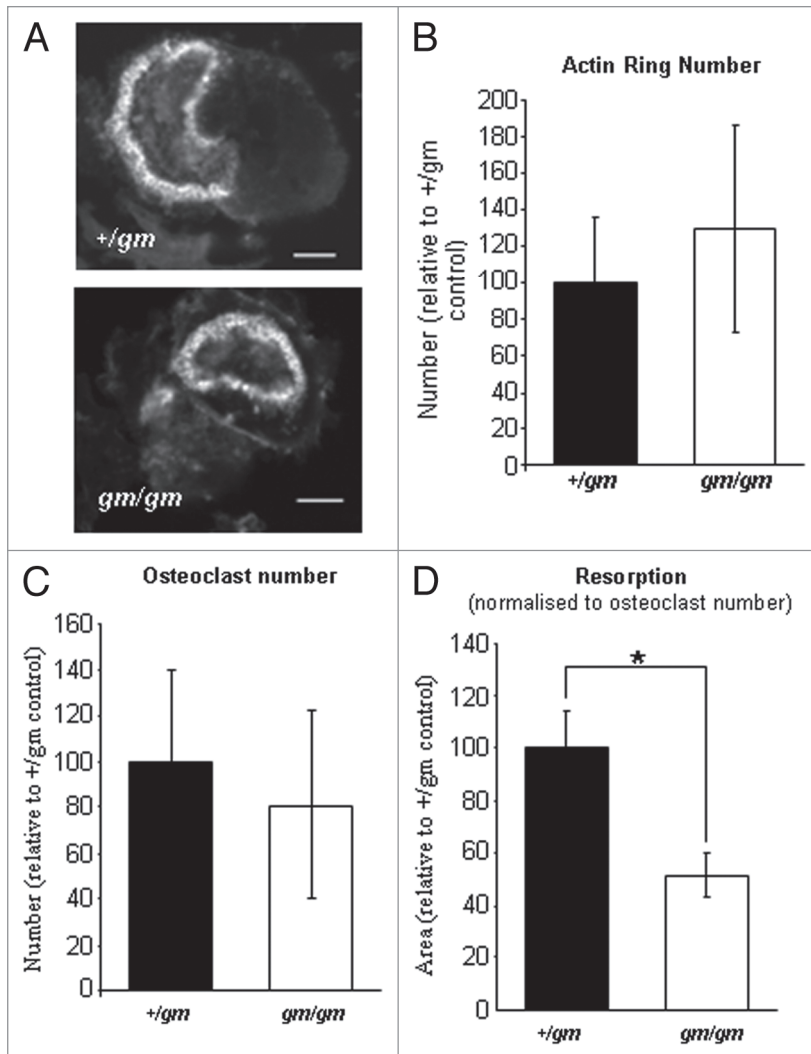 A
+/gm
gm/gm
B
Actin Ring Number
Number (relative to +/gm
control)
200
180
160
140
120
100
80
60
40
20
0
+/gm
gm/gm
C
Osteoclast number
Number (relative to +/gm control)
160
140
120
100
80
60
40
20
0
+/gm
gm/gm
D
Resorption
(normalised to osteoclast number)
Area (relative to +/gm control)
140
120
100
80
60
40
20
0
*
+/gm
gm/gm